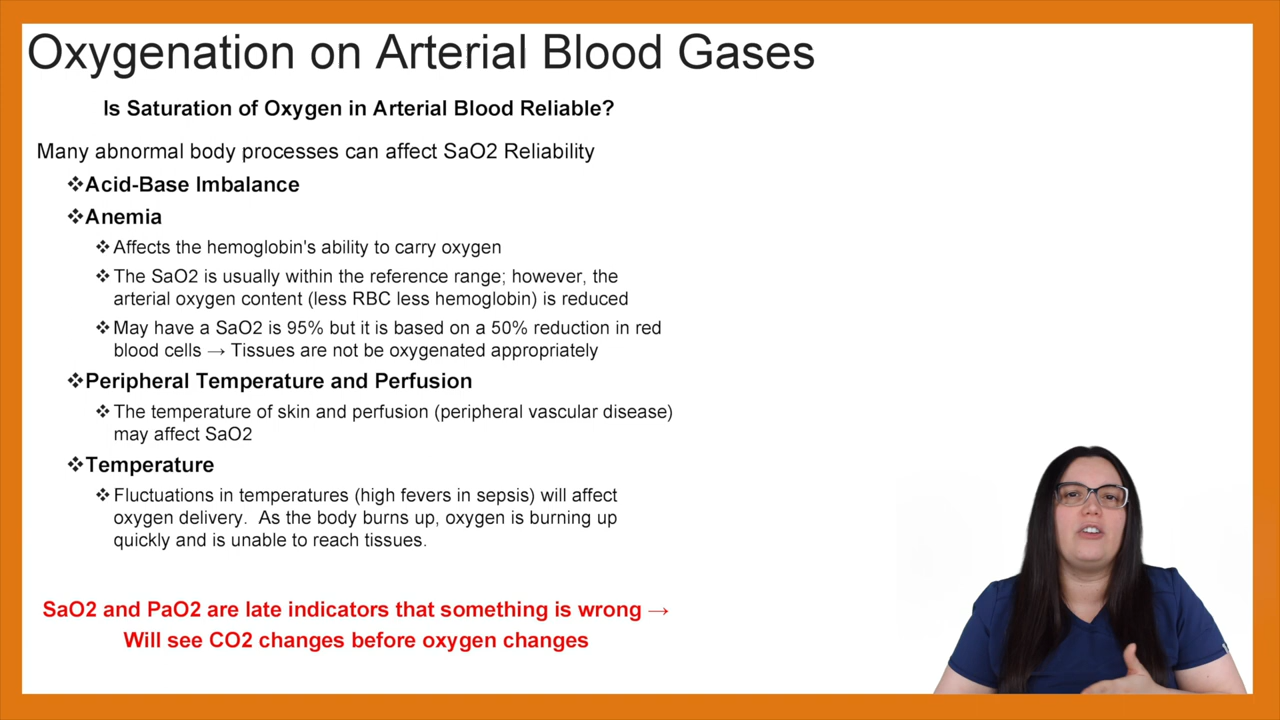 Oxygenation on Arterial Blood Gases
Is Saturation of Oxygen in Arterial Blood Reliable?
Many abnormal body processes can affect SaO2 Reliability
❖Acid-Base Imbalance
❖Anemia
❖Affects the hemoglobin's ability to carry oxygen
❖The SaO2 is usually within the reference range; however, the
arterial oxygen content (less RBC less hemoglobin) is reduced
❖May have a SaO2 is 95% but it is based on a 50% reduction in red
blood cells → Tissues are not be oxygenated appropriately
❖Peripheral Temperature and Perfusion
❖The temperature of skin and perfusion (peripheral vascular disease)
may affect SaO2
❖Temperature
❖Fluctuations in temperatures (high fevers in sepsis) will affect
oxygen delivery.  As the body burns up, oxygen is burning up
quickly and is unable to reach tissues.
SaO2 and PaO2 are late indicators that something is wrong →
Will see CO2 changes before oxygen changes